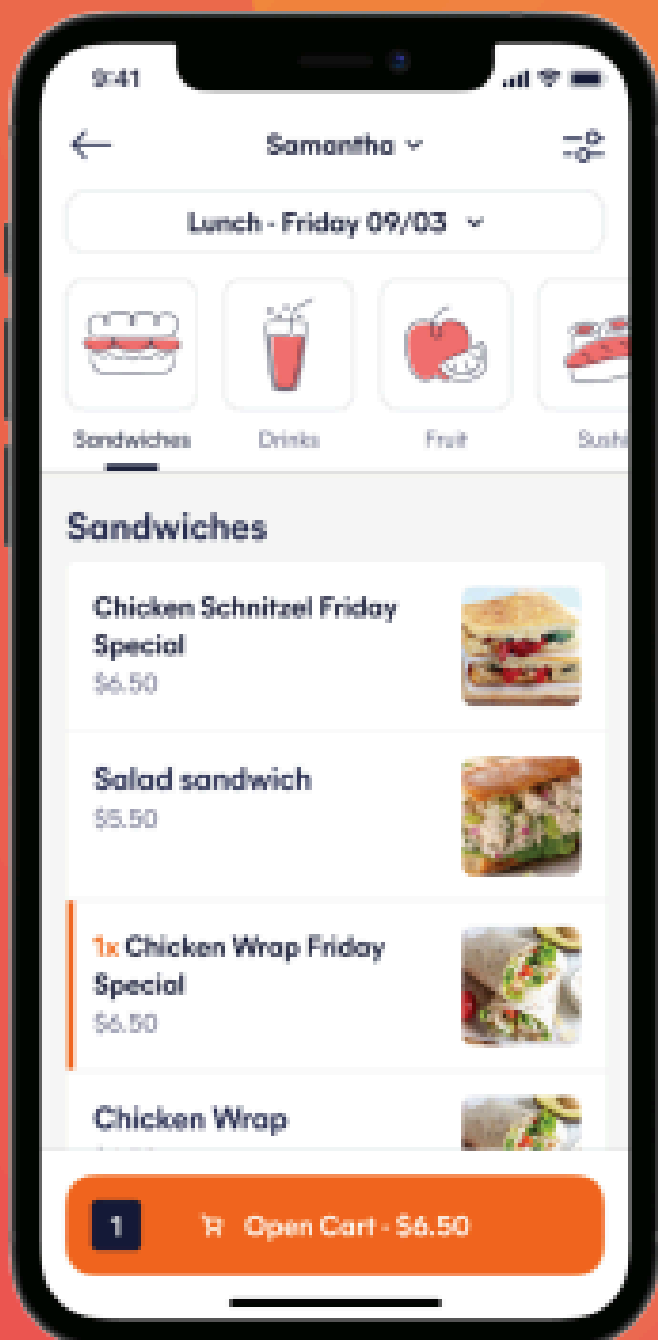 9:41
Samantha
Lunch - Friday 09/03
Sandwiches
Drinks
Fruit
Sushi
Sandwiches
Chicken Schnitzel Friday
Special
$6.50
Salad sandwich
$5.50
1x Chicken Wrap Friday
Special
$6.50
Chicken Wrap
1
Open Cart - $6.50